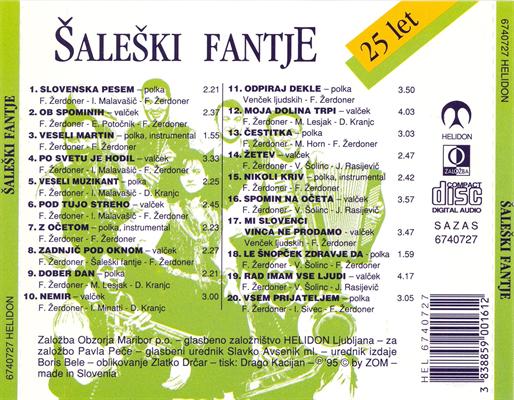 ŠALEŠKI FANTJE
25 let
6740727 HELIDON
ŠALEŠKI FANTJE
6740727 HELIDON
1. SLOVENSKA PESEM – polka 2.21
F. Žerdoner - I. Malavašič - F. Žerdoner
2. OB SPOMINIH – valček
F. Žerdoner - E. Potočnik - F. Žerdoner
3. VESELI MARTIN – polka, instrumental 1.55
F. Žerdoner - F. Žerdoner
4. PO SVETU JE HODIL – valček 3.33
F. Žerdoner - I. Malavašič - F. Žerdoner
5. VESELI MUZIKANT – polka 2.25
F. Žerdoner - I. Malavašič - D. Kranjc
6. POD TUJO STREHO – valček 2.45
F. Žerdoner - I. Malavašič - F. Žerdoner
7. Z OČETOM – polka, instrumental 2.23
F. Žerdoner - F. Žerdoner
8. ZADNJIČ POD OKNOM – valček
F. Žerdoner - Šaleški fantje - F. Žerdoner
9. DOBER DAN – polka
F. Žerdoner - M. Lesjak - D. Kranjc
10. NEMIR – valček 3.00
F. Žerdoner - I. Minatti - D. Kranjc
11. ODPIRAJ DEKLE – polka 3.50
Venček ljudskih - F. Žerdoner
12. MOJA DOLINA TRPI – valček 4.03
F. Žerdoner - M. Lesjak - D. Kranjc
13. ČESTITKA – polka 3.03
F. Žerdoner - M. Horn - F. Žerdoner
14. ŽETEV – valček 2.47
F. Žerdoner - V. Šolinc - J. Rasijevič
15. NIKOLI KRIV – polka, instrumental 2.32
F. Žerdoner - F. Žerdoner
16. SPOMIN NA OČETA – valček 3.57
F. Žerdoner - V. Šolinc - J. Rasijevič
17. MI SLOVENCI
VINCA NE PRODAMO – valček 3.47
Venček ljudskih - F. Žerdoner
18. LE ŠNOPČEK ZDRAVJE DA – polka
F. Žerdoner - V. Šolinc - F. Žerdoner
19. RAD IMAM VSE LJUDI – valček 4.17
F. Žerdoner - V. Šolinc - J. Rasijevič
20. VSEM PRIJATELJEM – polka 3.05
F. Žerdoner - I. Sivec - F. Žerdoner
HELIDON
ZALOŽBA
COMPACT
disc
DIGITAL AUDIO
SAZAS
6740727
HEL 6740727
3 838859 001612
Založba Obzorja Maribor p.o. – glasbeno založništvo HELIDON Ljubljana – za
založbo Pavla Peče – glasbeni urednik Slavko Avsenik ml. – urednik izdaje
Boris Bele – oblikovanje Zlatko Drčar – tisk: Drago Kacijan – ℗ '95 © by ZOM –
made in Slovenia
ŠALEŠKI FANTJE